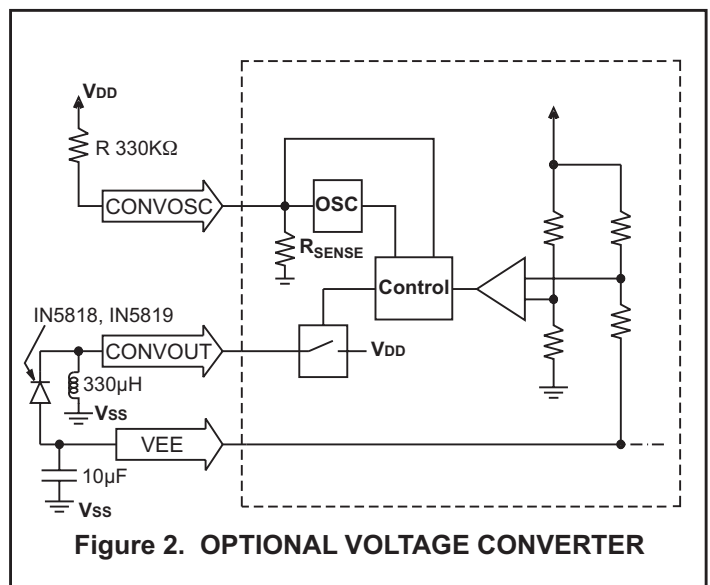 VDD
R 330KΩ
CONVOSC
OSC
RSENSE
Control
IN5818, IN5819
CONVOUT
VDD
330µH
VSS
VEE
10µF
VSS
Figure 2. OPTIONAL VOLTAGE CONVERTER